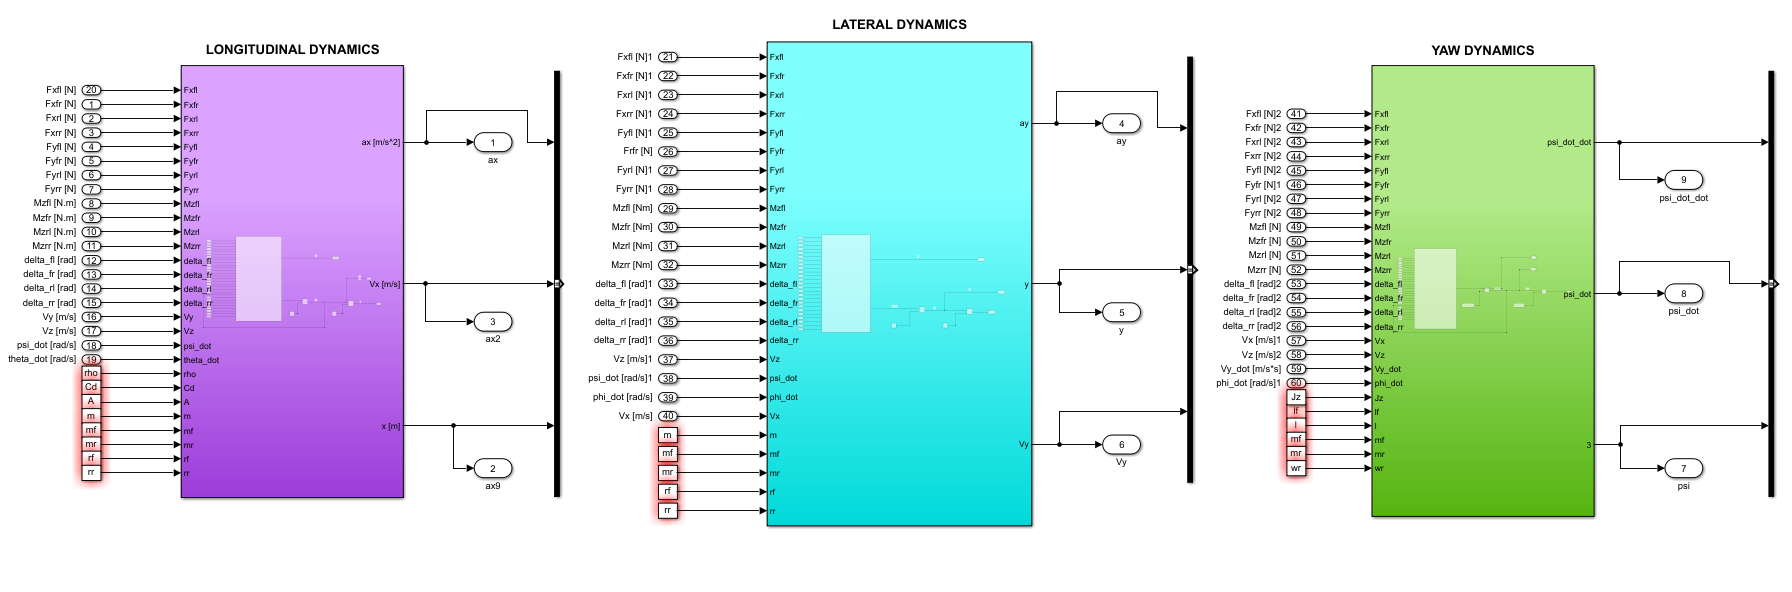 LONGITUDINAL DYNAMICS
Fxfl [N] 20 Fxfl
Fxfr [N] 1 Fxfr
Fxrl [N] 2 Fxrl
Fxrr [N] 3 Fxrr
Fyfl [N] 4 Fyfl
Fyfr [N] 5 Fyfr
Fyrl [N] 6 Fyrl
Fyrr [N] 7 Fyrr
Mzfl [N.m] 8 Mzfl
Mzfr [N.m] 9 Mzfr
Mzrl [N.m] 10 Mzrl
Mzrr [N.m] 11 Mzrr
delta_fl [rad] 12 delta_fl
delta_fr [rad] 13 delta_fr
delta_rl [rad] 14 delta_rl
delta_rr [rad] 15 delta_rr
Vy [m/s] 16 Vy
Vz [m/s] 17 Vz
psi_dot [rad/s] 18 psi_dot
theta_dot [rad/s] 19 theta_dot
rho rho
Cd Cd
A A
m m
mf mf
mr mr
rf rf
rr rr
ax [m/s^2]
1
ax
Vx [m/s]
3
ax2
x [m]
2
ax9
LATERAL DYNAMICS
Fxfl [N]1 21 Fxfl
Fxfr [N]1 22 Fxfr
Fxrl [N]1 23 Fxrl
Fxrr [N]1 24 Fxrr
Fyfl [N]1 25 Fyfl
Frfr [N] 26 Fyfr
Fyrl [N]1 27 Fyrl
Fyrr [N]1 28 Fyrr
Mzfl [Nm] 29 Mzfl
Mzfr [Nm] 30 Mzfr
Mzrl [Nm] 31 Mzrl
Mzrr [Nm] 32 Mzrr
delta_fl [rad]1 33 delta_fl
delta_fr [rad]1 34 delta_fr
delta_rl [rad]1 35 delta_rl
delta_rr [rad]1 36 delta_rr
Vz [m/s]1 37 Vz
psi_dot [rad/s]1 38 psi_dot
phi_dot [rad/s] 39 phi_dot
Vx [m/s] 40 Vx
m m
mf mf
mr mr
rf rf
rr rr
ay
4
ay
y
5
y
Vy
6
Vy
YAW DYNAMICS
Fxfl [N]2 41 Fxfl
Fxfr [N]2 42 Fxfr
Fxrl [N]2 43 Fxrl
Fxrr [N]2 44 Fxrr
Fyfl [N]2 45 Fyfl
Fyfr [N]1 46 Fyfr
Fyrl [N]2 47 Fyrl
Fyrr [N]2 48 Fyrr
Mzfl [N] 49 Mzfl
Mzfr [N] 50 Mzfr
Mzrl [N] 51 Mzrl
Mzrr [N] 52 Mzrr
delta_fl [rad]2 53 delta_fl
delta_fr [rad]2 54 delta_fr
delta_rl [rad]2 55 delta_rl
delta_rr [rad]2 56 delta_rr
Vx [m/s]1 57 Vx
Vz [m/s]2 58 Vz
Vy_dot [m/s*s] 59 Vy_dot
phi_dot [rad/s]1 60 phi_dot
Jz Jz
lf lf
l l
mf mf
mr mr
wr wr
psi_dot_dot
9
psi_dot_dot
psi_dot
8
psi_dot
3
7
psi